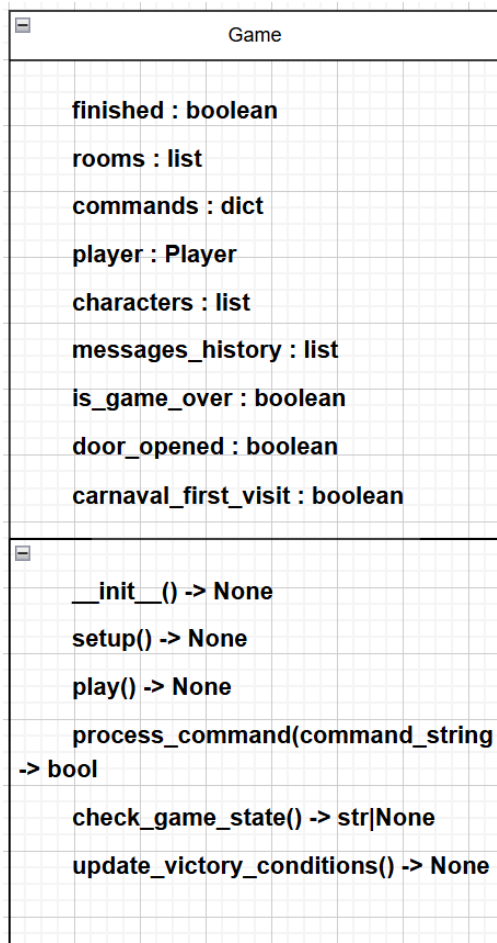 Game
finished : boolean
rooms : list
commands : dict
player : Player
characters : list
messages_history : list
is_game_over : boolean
door_opened : boolean
carnaval_first_visit : boolean
__init__() -> None
setup() -> None
play() -> None
process_command(command_string
-> bool
check_game_state() -> str|None
update_victory_conditions() -> None